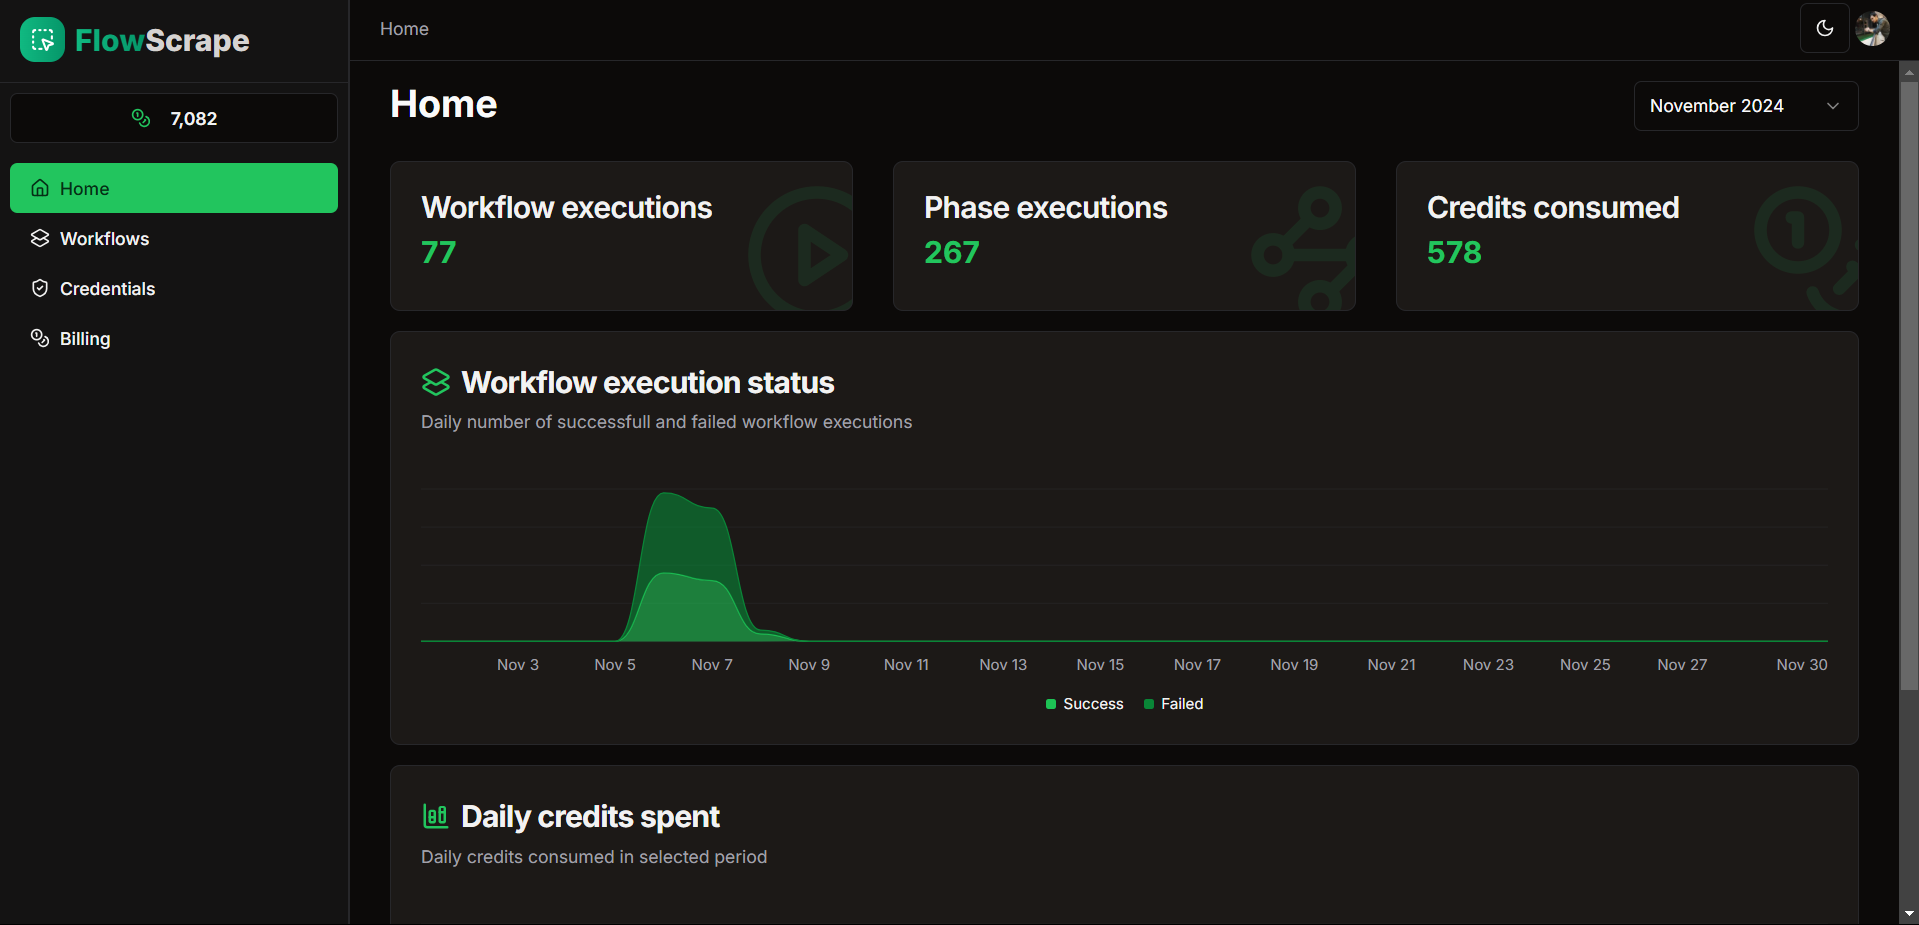 FlowScrape
7,082
Home
Workflows
Credentials
Billing
Home
Home
November 2024
Workflow executions
77
Phase executions
267
Credits consumed
578
Workflow execution status
Daily number of successfull and failed workflow executions
Nov 3 Nov 5 Nov 7 Nov 9 Nov 11 Nov 13 Nov 15 Nov 17 Nov 19 Nov 21 Nov 23 Nov 25 Nov 27 Nov 30
Success Failed
Daily credits spent
Daily credits consumed in selected period